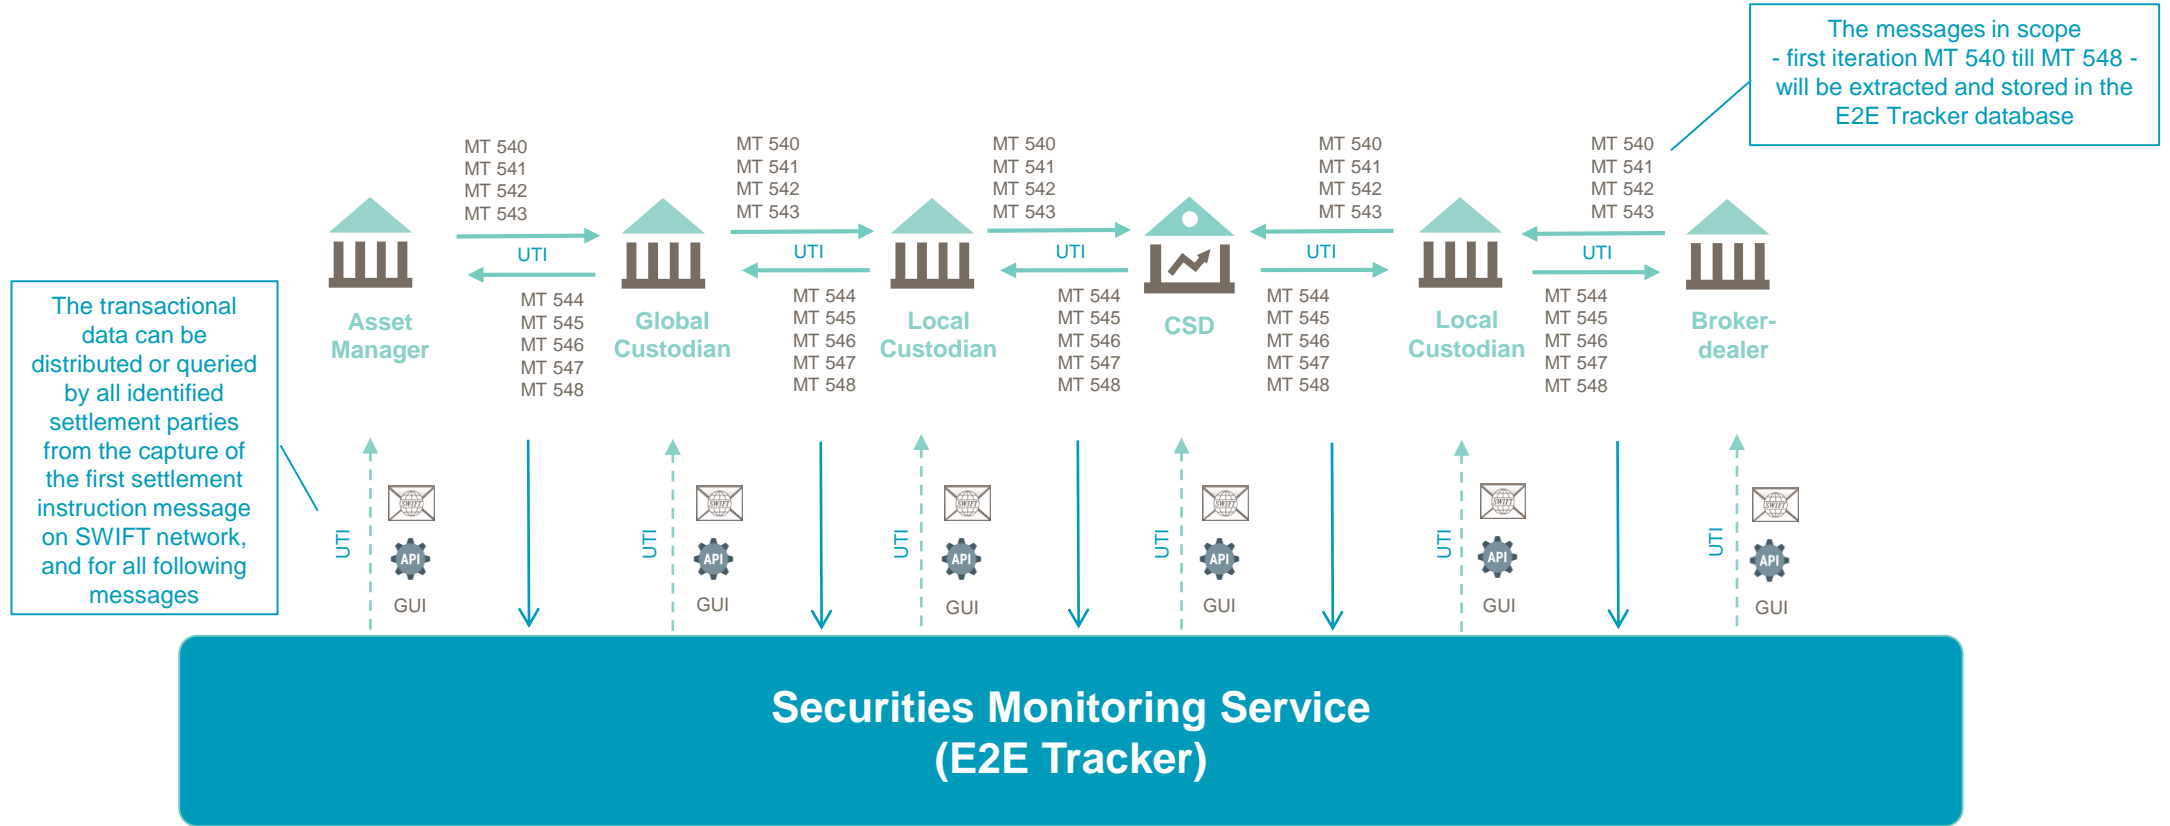 The messages in scope
- first iteration MT 540 till MT 548 -
will be extracted and stored in the
E2E Tracker database
MT 540
MT 541
MT 542
MT 543
UTI
MT 544
MT 545
MT 546
MT 547
MT 548
MT 540
MT 541
MT 542
MT 543
UTI
MT 544
MT 545
MT 546
MT 547
MT 548
MT 540
MT 541
MT 542
MT 543
UTI
MT 544
MT 545
MT 546
MT 547
MT 548
MT 540
MT 541
MT 542
MT 543
UTI
MT 544
MT 545
MT 546
MT 547
MT 548
MT 540
MT 541
MT 542
MT 543
UTI
MT 544
MT 545
MT 546
MT 547
MT 548
Asset
Manager
Global
Custodian
Local
Custodian
CSD
Local
Custodian
Broker-
dealer
The transactional
data can be
distributed or queried
by all identified
settlement parties
from the capture of
the first settlement
instruction message
on SWIFT network,
and for all following
messages
UTI
SWIFT
API
GUI
UTI
SWIFT
API
GUI
UTI
SWIFT
API
GUI
UTI
SWIFT
API
GUI
UTI
SWIFT
API
GUI
UTI
SWIFT
API
GUI
Securities Monitoring Service
(E2E Tracker)